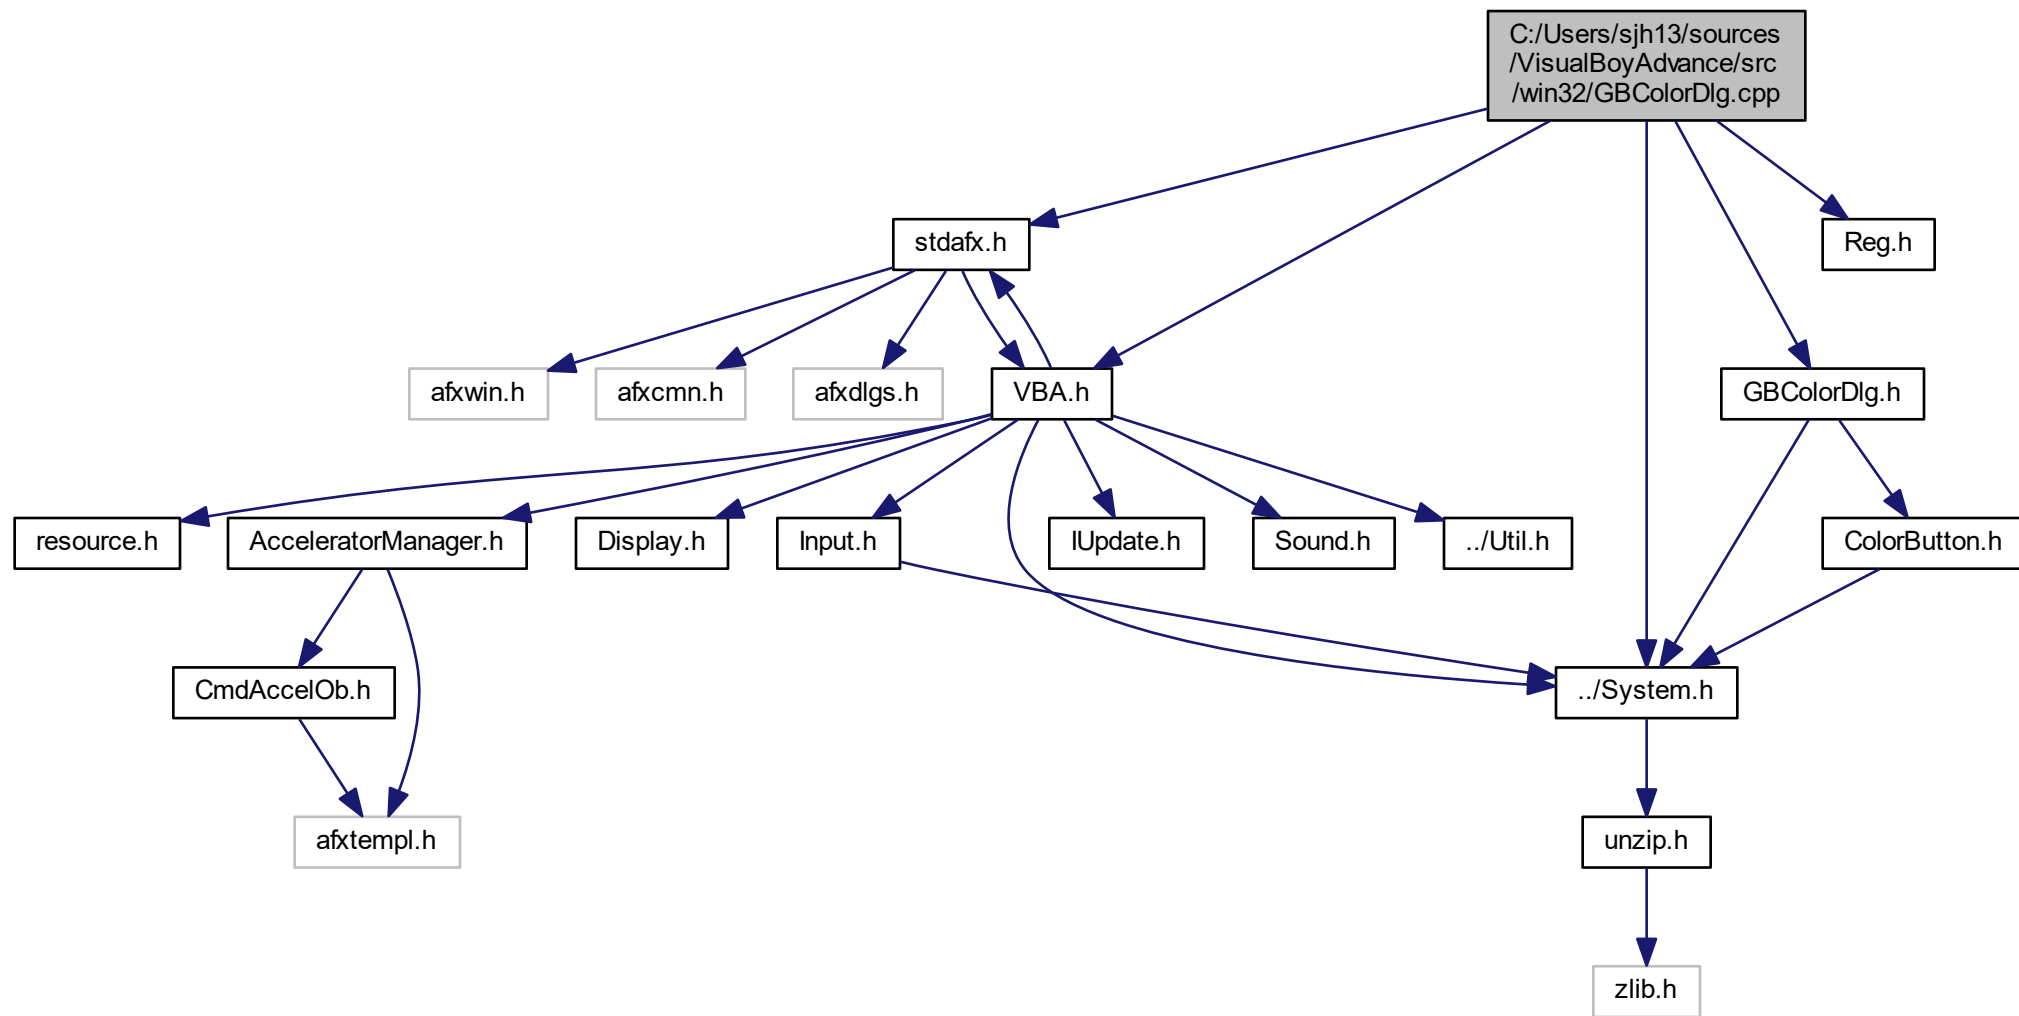 C:/Users/sjh13/sources
/VisualBoyAdvance/src
/win32/GBColorDlg.cpp
stdafx.h
Reg.h
afxwin.h
afxcmn.h
afxdlgs.h
VBA.h
GBColorDlg.h
resource.h
AcceleratorManager.h
Display.h
Input.h
IUpdate.h
Sound.h
../Util.h
ColorButton.h
CmdAccelOb.h
../System.h
afxtempl.h
unzip.h
zlib.h